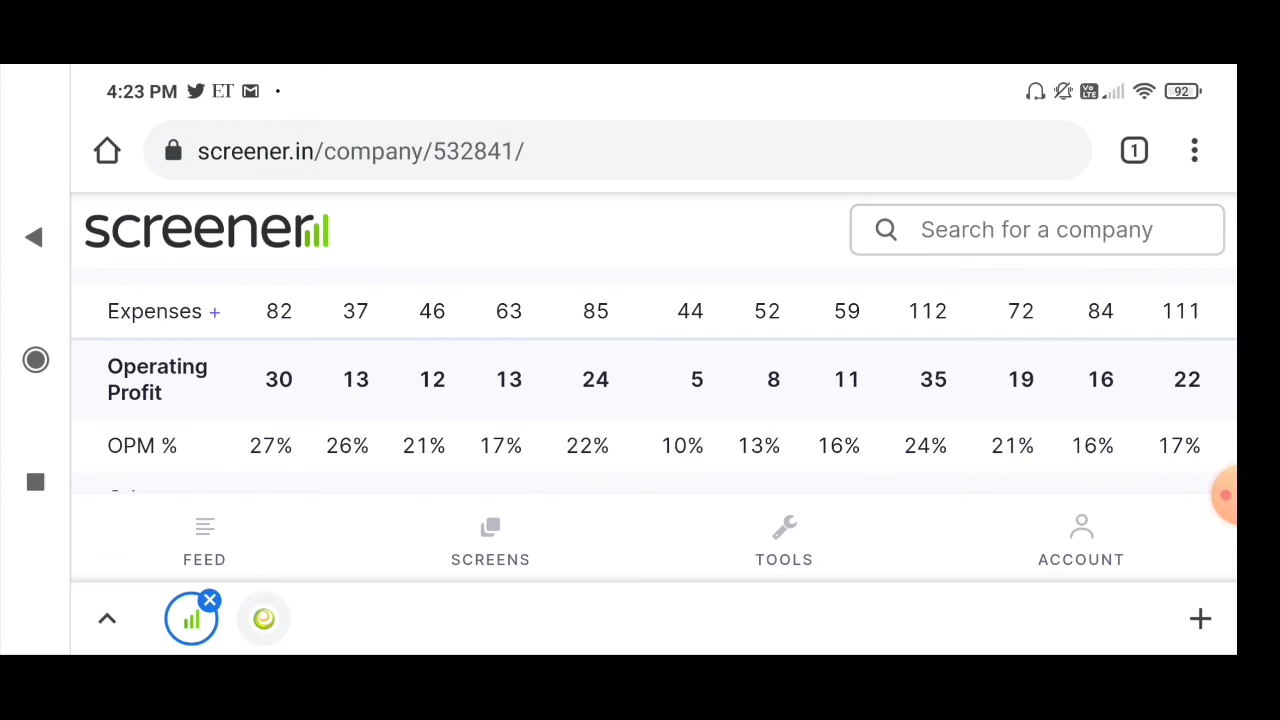 4:23 PM ET
Vo LTE 92
screener.in/company/532841/
1
screener
Search for a company
Expenses + 82 37 46 63 85 44 52 59 112 72 84 111
Operating Profit 30 13 12 13 24 5 8 11 35 19 16 22
OPM % 27% 26% 21% 17% 22% 10% 13% 16% 24% 21% 16% 17%
FEED SCREENS TOOLS ACCOUNT